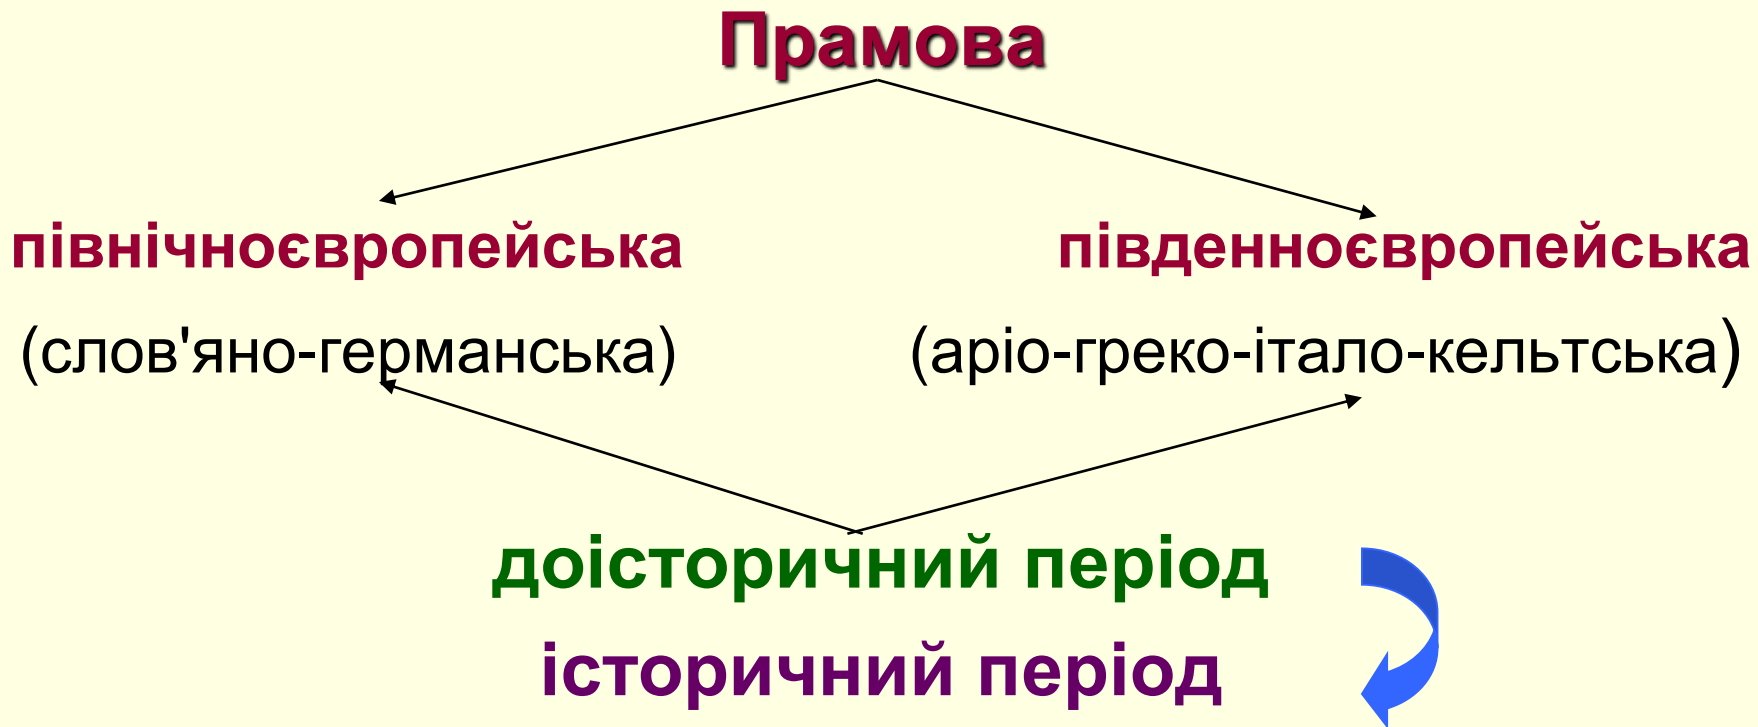 Прамова
північноєвропейська південноєвропейська
(слов'яно-германська) (аріо-греко-італо-кельтська)
доісторичний період
історичний період